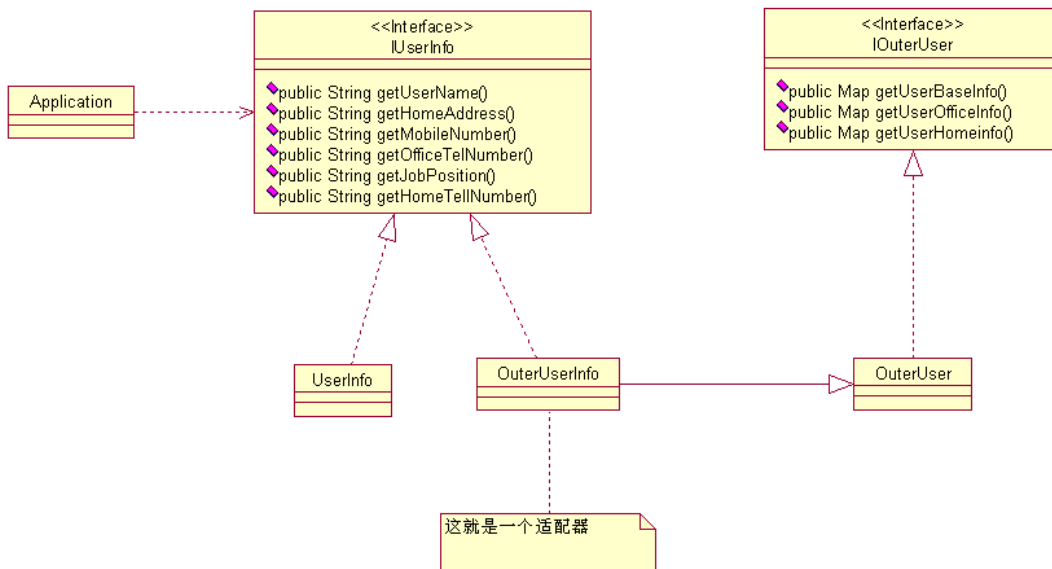 <<Interface>>
IUserInfo
public String getUserName()
public String getHomeAddress()
public String getMobileNumber()
public String getOfficeTelNumber()
public String getJobPosition()
public String getHomeTellNumber()
<<Interface>>
IOuterUser
public Map getUserBaseInfo()
public Map getUserOfficeInfo()
public Map getUserHomeinfo()
Application
UserInfo
OuterUserInfo
OuterUser
这就是一个适配器